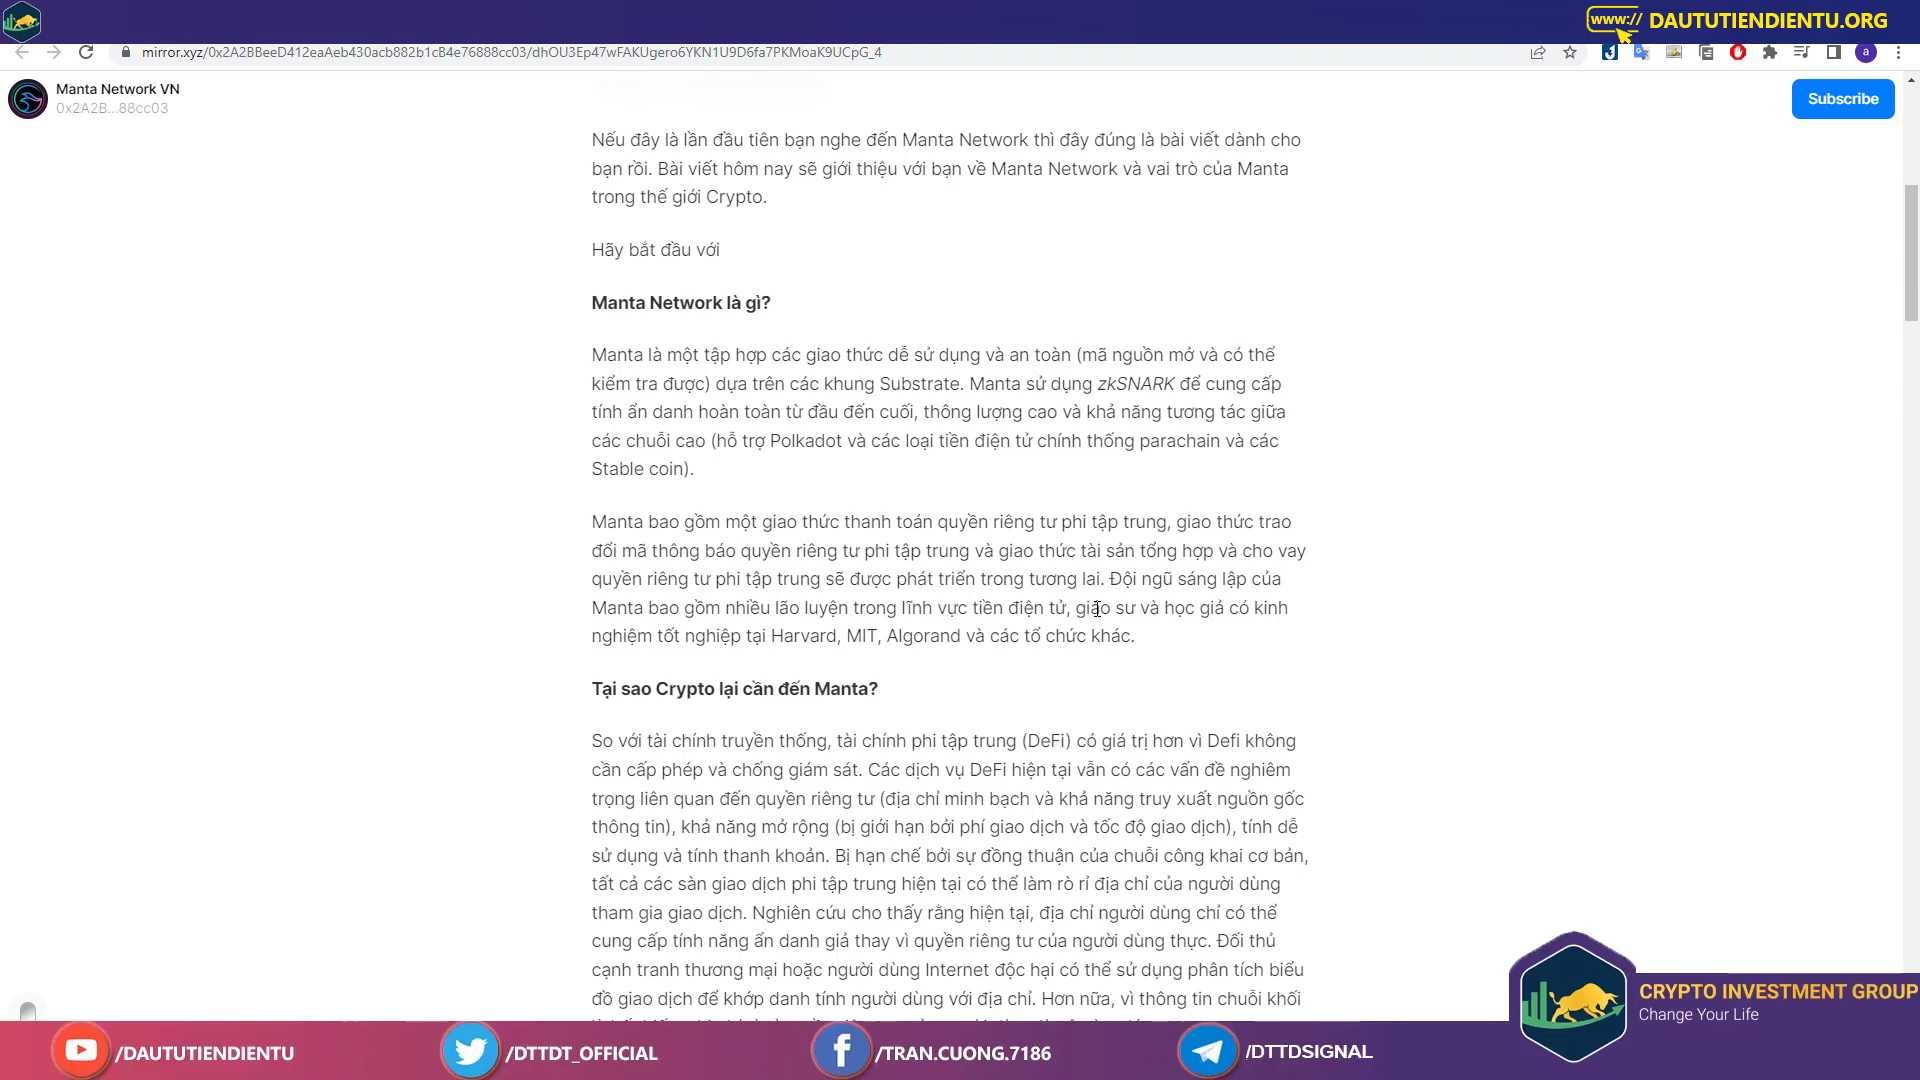 www://
DAUTUTIENDIENTU.ORG
mirror.xyz/0x2A2BBeeD412eaAeb430acb882b1cB4e76888cc03/dhOU3Ep47wFAKUgero6YKN1U9D6fa7PKMoaK9UCpG_4
a
Manta Network VN
0x2A2B...88cc03
Subscribe
Nếu đây là lần đầu tiên bạn nghe đến Manta Network thì đây đúng là bài viết dành cho
bạn rồi. Bài viết hôm nay sẽ giới thiệu với bạn về Manta Network và vai trò của Manta
trong thế giới Crypto.
Hãy bắt đầu với
Manta Network là gì?
Manta là một tập hợp các giao thức dễ sử dụng và an toàn (mã nguồn mở và có thể
kiểm tra được) dựa trên các khung Substrate. Manta sử dụng zkSNARK để cung cấp
tính ẩn danh hoàn toàn từ đầu đến cuối, thông lượng cao và khả năng tương tác giữa
các chuỗi cao (hỗ trợ Polkadot và các loại tiền điện tử chính thống parachain và các
Stable coin).
Manta bao gồm một giao thức thanh toán quyền riêng tư phi tập trung, giao thức trao
đổi mã thông báo quyền riêng tư phi tập trung và giao thức tài sản tổng hợp và cho vay
quyền riêng tư phi tập trung sẽ được phát triển trong tương lai. Đội ngũ sáng lập của
Manta bao gồm nhiều lão luyện trong lĩnh vực tiền điện tử, giáo sư và học giả có kinh
nghiệm tốt nghiệp tại Harvard, MIT, Algorand và các tổ chức khác.
Tại sao Crypto lại cần đến Manta?
So với tài chính truyền thống, tài chính phi tập trung (DeFi) có giá trị hơn vì Defi không
cần cấp phép và chống giám sát. Các dịch vụ DeFi hiện tại vẫn có các vấn đề nghiêm
trọng liên quan đến quyền riêng tư (địa chỉ minh bạch và khả năng truy xuất nguồn gốc
thông tin), khả năng mở rộng (bị giới hạn bởi phí giao dịch và tốc độ giao dịch), tính dễ
sử dụng và tính thanh khoản. Bị hạn chế bởi sự đồng thuận của chuỗi công khai cơ bản,
tất cả các sàn giao dịch phi tập trung hiện tại có thể làm rò rỉ địa chỉ của người dùng
tham gia giao dịch. Nghiên cứu cho thấy rằng hiện tại, địa chỉ người dùng chỉ có thể
cung cấp tính năng ẩn danh giả thay vì quyền riêng tư của người dùng thực. Đối thủ
cạnh tranh thương mại hoặc người dùng Internet độc hại có thể sử dụng phân tích biểu
đồ giao dịch để khớp danh tính người dùng với địa chỉ. Hơn nữa, vì thông tin chuỗi khối
CRYPTO INVESTMENT GROUP
Change Your Life
/DAUTUTIENDIENTU
/DTTDT_OFFICIAL
/TRAN.CUONG.7186
/DTTDSIGNAL